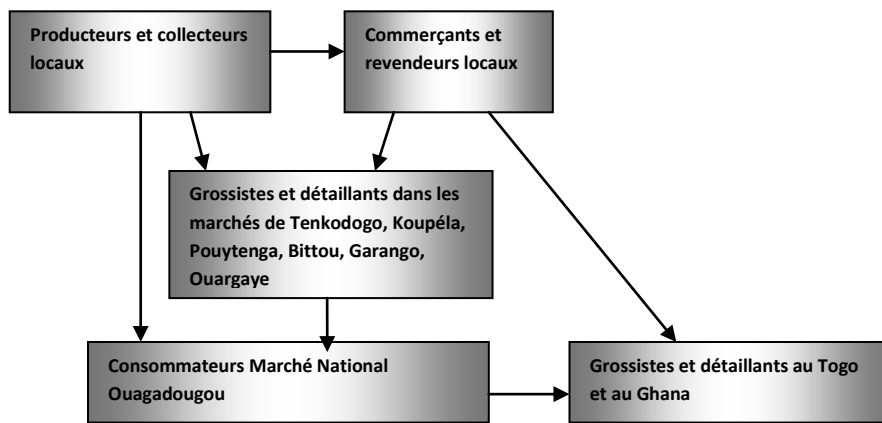 Producteurs et collecteurs
locaux
Commerçants et
revendeurs locaux
Grossistes et détaillants dans les
marchés de Tenkodogo, Koupéla,
Pouytenga, Bittou, Garango,
Ouargaye
Consommateurs Marché National
Ouagadougou
Grossistes et détaillants au Togo
et au Ghana